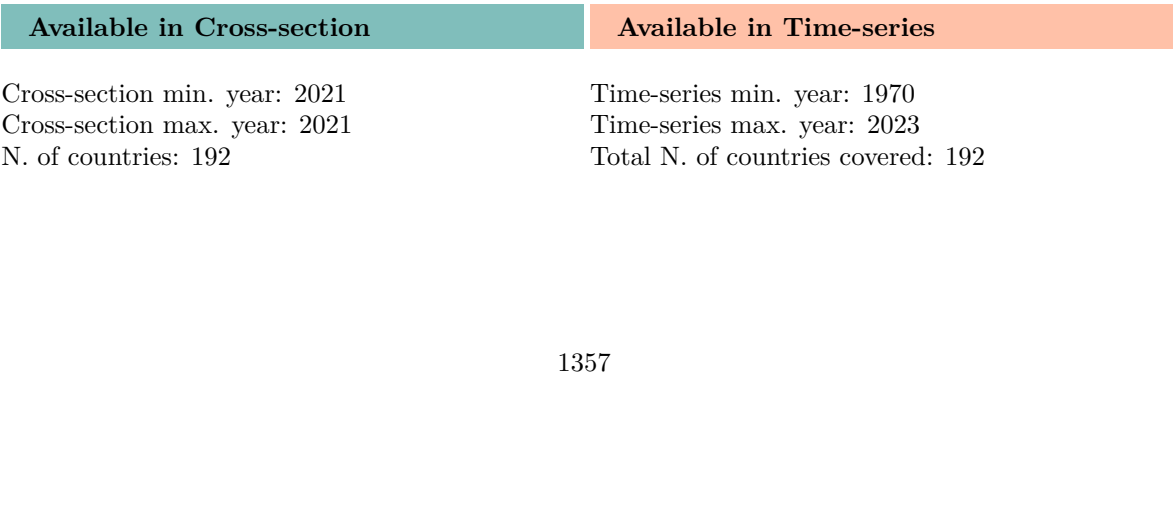 Available in Cross-section
Cross-section min. year: 2021
Cross-section max. year: 2021
N. of countries: 192
Available in Time-series
Time-series min. year: 1970
Time-series max. year: 2023
Total N. of countries covered: 192
1357